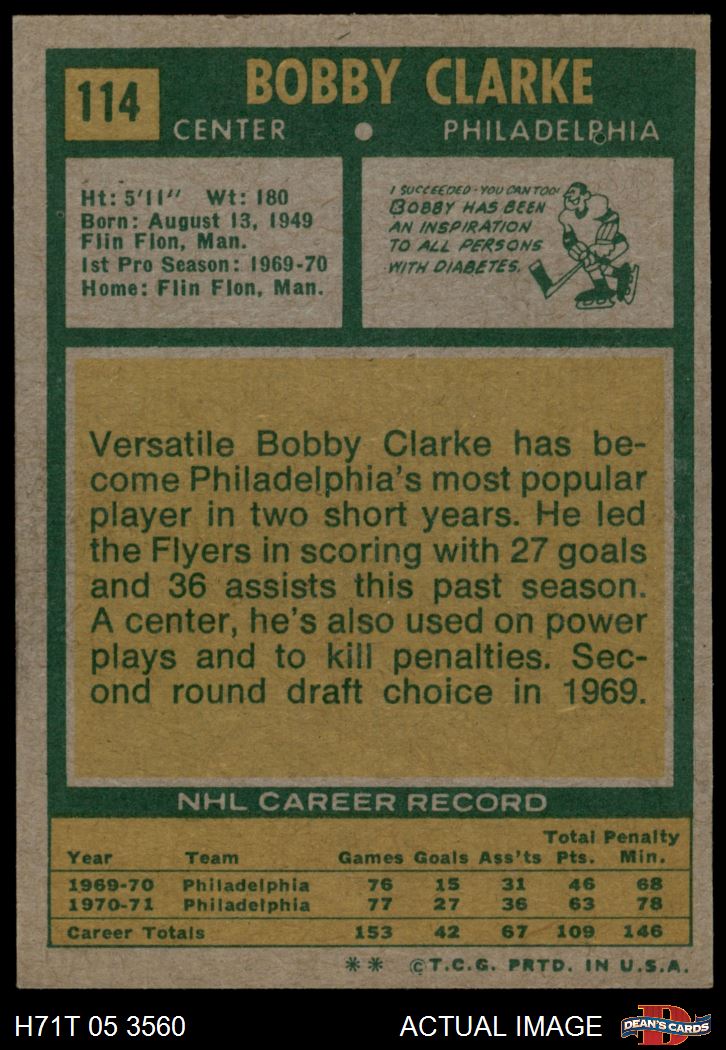 114
BOBBY CLARKE
CENTER • PHILADELPHIA
Ht: 5'11" Wt: 180
Born: August 13, 1949
Flin Flon, Man.
1st Pro Season: 1969-70
Home: Flin Flon, Man.
I SUCCEEDED-YOU CAN TOO!
BOBBY HAS BEEN
AN INSPIRATION
TO ALL PERSONS
WITH DIABETES.
Versatile Bobby Clarke has be-
come Philadelphia's most popular
player in two short years. He led
the Flyers in scoring with 27 goals
and 36 assists this past season.
A center, he's also used on power
plays and to kill penalties. Sec-
ond round draft choice in 1969.
NHL CAREER RECORD
Total Penalty
Year Team Games Goals Ass'ts Pts. Min.
1969-70 Philadelphia 76 15 31 46 68
1970-71 Philadelphia 77 27 36 63 78
Career Totals 153 42 67 109 146
** ©T.C.G. PRTD. IN U.S.A.
H71T 05 3560 ACTUAL IMAGE
D
DEAN'S CARDS